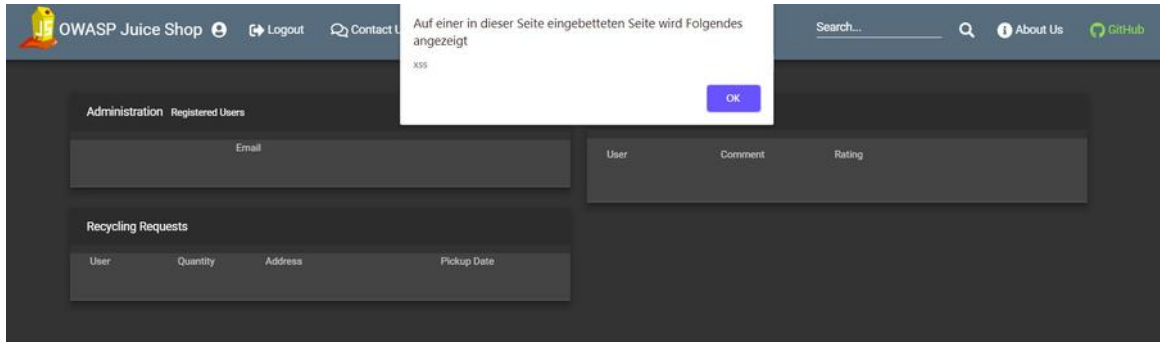 OWASP Juice Shop Logout Contact U Search... About Us GitHub
Auf einer in dieser Seite eingebetteten Seite wird Folgendes
angezeigt
xss
OK
Administration Registered Users
Email
User Comment Rating
Recycling Requests
User Quantity Address Pickup Date